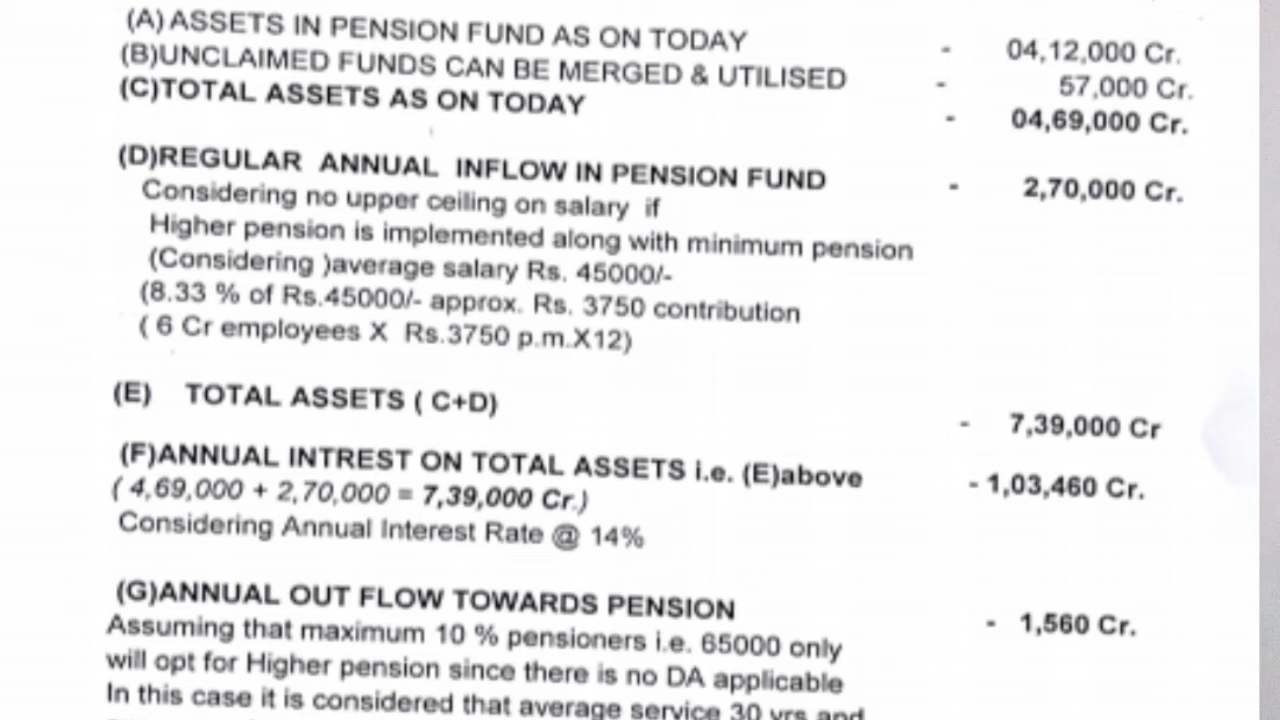 (A) ASSETS IN PENSION FUND AS ON TODAY - 04,12,000 Cr.
(B)UNCLAIMED FUNDS CAN BE MERGED & UTILISED - 57,000 Cr.
(C)TOTAL ASSETS AS ON TODAY - 04,69,000 Cr.
(D)REGULAR ANNUAL INFLOW IN PENSION FUND - 2,70,000 Cr.
Considering no upper ceiling on salary if
Higher pension is implemented along with minimum pension
(Considering )average salary Rs. 45000/-
(8.33 % of Rs.45000/- approx. Rs. 3750 contribution
( 6 Cr employees X Rs.3750 p.m.X12)
(E) TOTAL ASSETS ( C+D) - 7,39,000 Cr
(F)ANNUAL INTREST ON TOTAL ASSETS i.e. (E)above - 1,03,460 Cr.
( 4,69,000 + 2,70,000 = 7,39,000 Cr.)
Considering Annual Interest Rate @ 14%
(G)ANNUAL OUT FLOW TOWARDS PENSION - 1,560 Cr.
Assuming that maximum 10 % pensioners i.e. 65000 only
will opt for Higher pension since there is no DA applicable
In this case it is considered that average service 30 yrs and